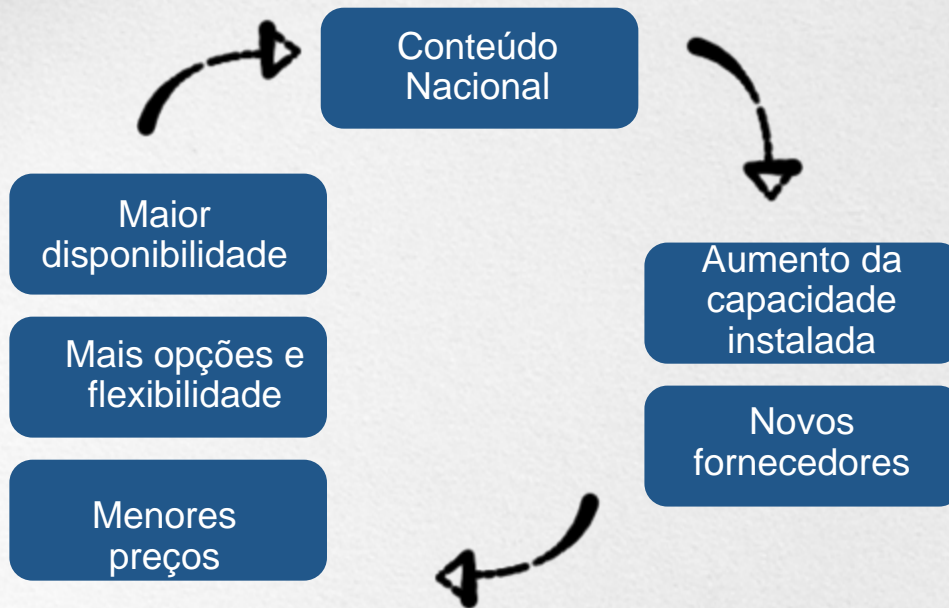 Conteúdo
Nacional
Maior
disponibilidade
Mais opções e
flexibilidade
Menores
preços
Aumento da
capacidade
instalada
Novos
fornecedores